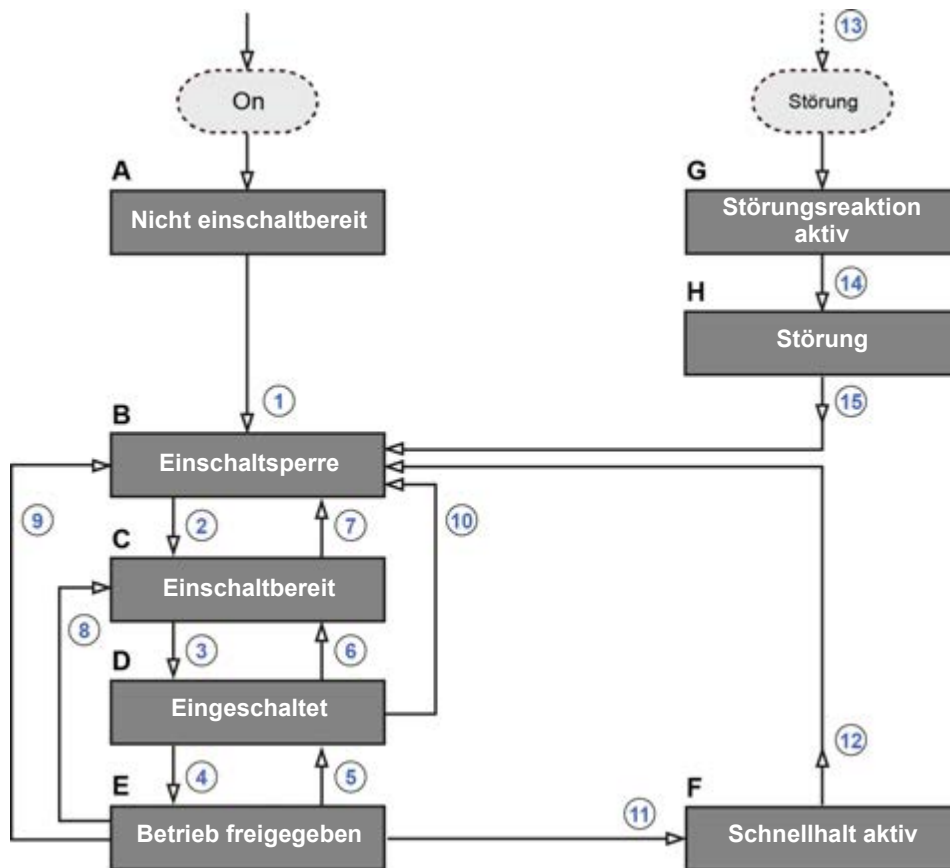 13
On
Störung
A
G
Nicht einschaltbereit
Störungsreaktion
aktiv
14
H
Störung
1
15
B
Einschaltsperre
9
2
7
10
C
Einschaltbereit
8
3
6
D
Eingeschaltet
12
4
5
E
F
11
Betrieb freigegeben
Schnellhalt aktiv